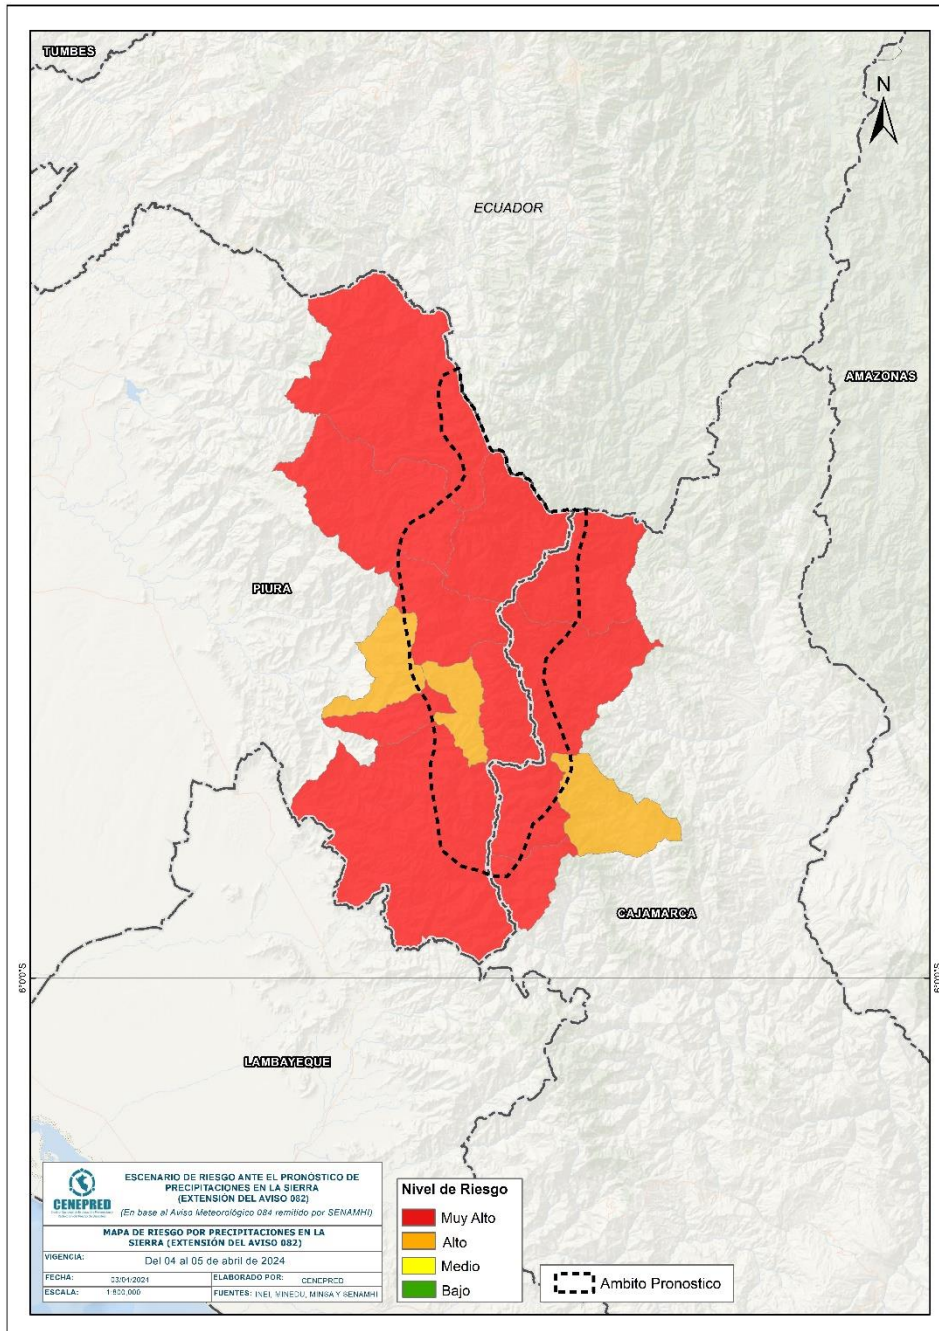 TUMBES
N
ECUADOR
AMAZONAS
PIURA
CAJAMARCA
6°0'0"S
6°0'0"S
LAMBAYEQUE
CENEPRED
ESCENARIO DE RIESGO ANTE EL PRONÓSTICO DE
PRECIPITACIONES EN LA SIERRA
(EXTENSIÓN DEL AVISO 082)
(En base al Aviso Meteorológico 084 remitido por SENAMHI)
MAPA DE RIESGO POR PRECIPITACIONES EN LA
SIERRA (EXTENSIÓN DEL AVISO 082)
VIGENCIA:
Del 04 al 05 de abril de 2024
FECHA:
03/04/2024
ELABORADO POR:
CENEPRED
ESCALA:
1:800,000
FUENTES: INEI, MINEDU, MINSA Y SENAMHI
Nivel de Riesgo
Muy Alto
Alto
Medio
Bajo
Ambito Pronostico